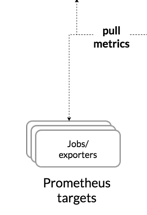 pull
metrics
Jobs/
exporters
Prometheus
targets